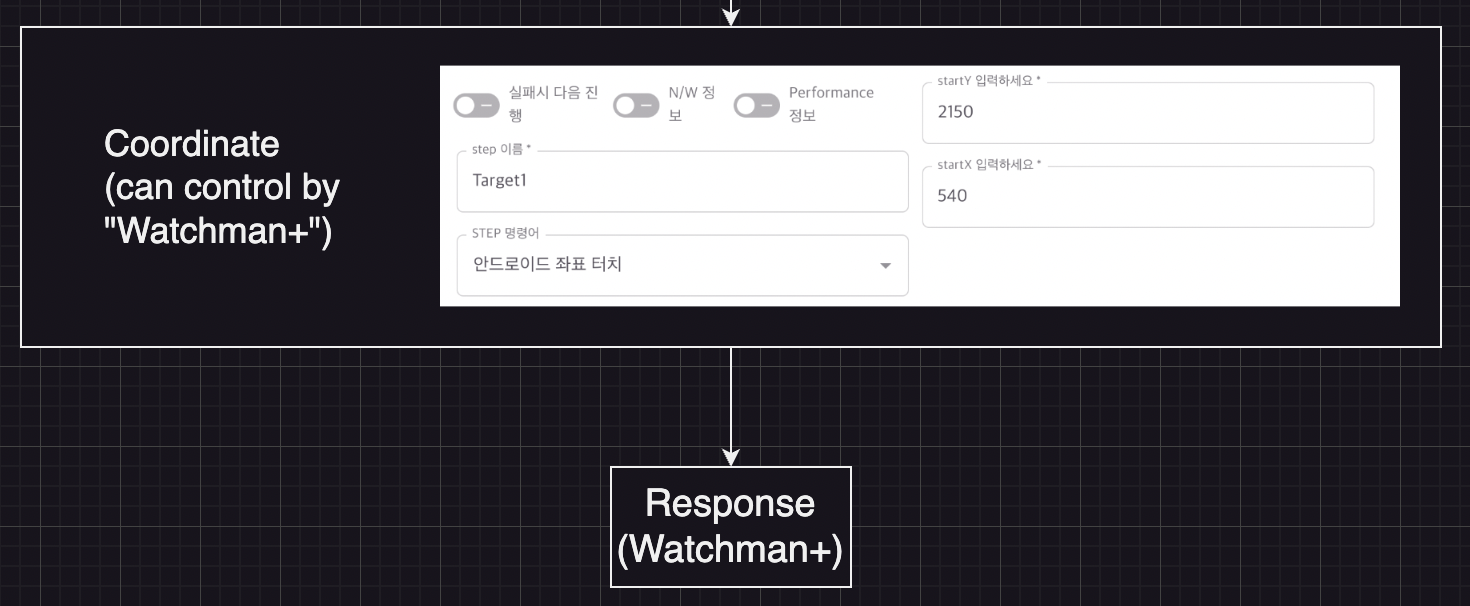 Coordinate
(can control by
"Watchman+")
실패시 다음 진
행
N/W 정
보
Performance
정보
step 이름 *
Target1
STEP 명령어
안드로이드 좌표 터치
startY 입력하세요 *
2150
startX 입력하세요 *
540
Response
(Watchman+)